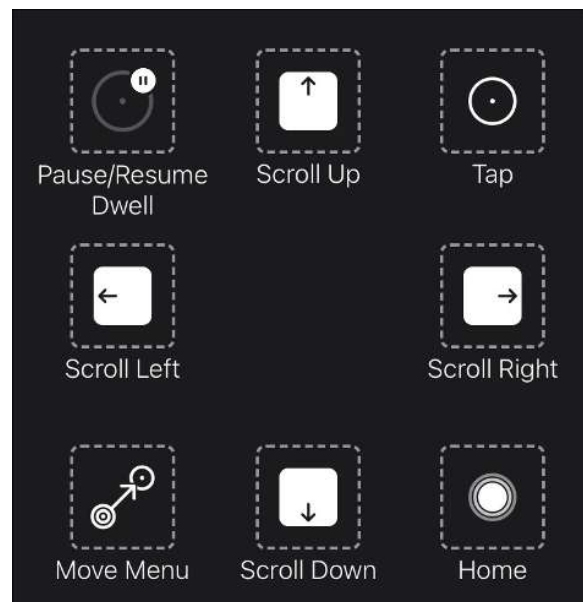 Pause/Resume
Dwell
Scroll Up
Tap
Scroll Left
Scroll Right
Move Menu
Scroll Down
Home